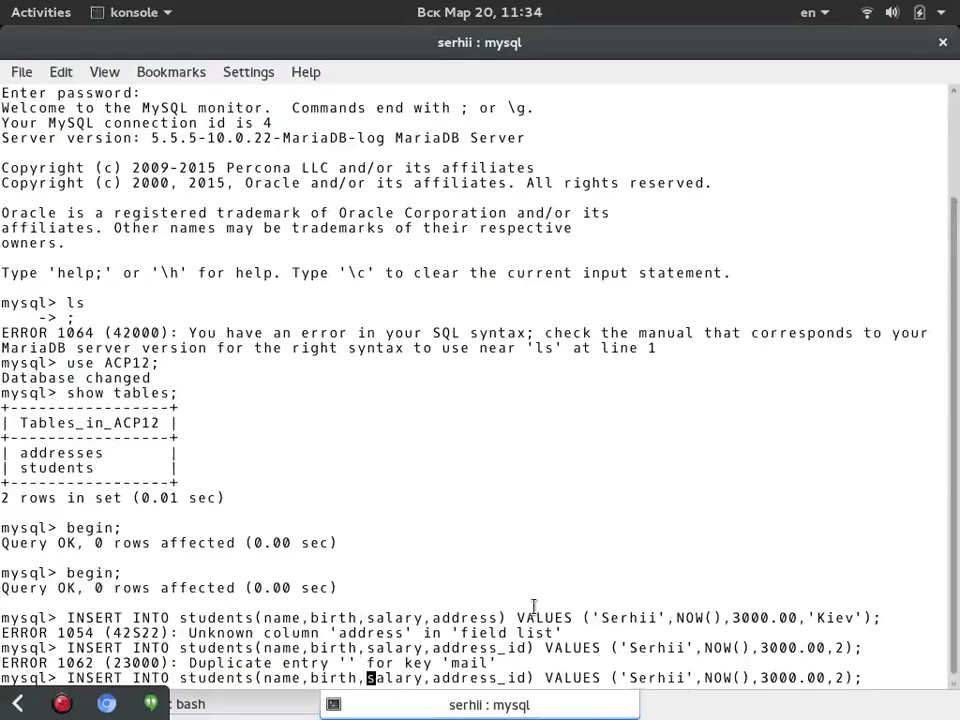 Activities konsole Вск Мар 20, 11:34 en
serhii : mysql
File Edit View Bookmarks Settings Help
Enter password:
Welcome to the MySQL monitor.  Commands end with ; or \g.
Your MySQL connection id is 4
Server version: 5.5.5-10.0.22-MariaDB-log MariaDB Server
Copyright (c) 2009-2015 Percona LLC and/or its affiliates
Copyright (c) 2000, 2015, Oracle and/or its affiliates. All rights reserved.
Oracle is a registered trademark of Oracle Corporation and/or its
affiliates. Other names may be trademarks of their respective
owners.
Type 'help;' or '\h' for help. Type '\c' to clear the current input statement.
mysql> ls
    -> ;
ERROR 1064 (42000): You have an error in your SQL syntax; check the manual that corresponds to your
MariaDB server version for the right syntax to use near 'ls' at line 1
mysql> use ACP12;
Database changed
mysql> show tables;
+-----------------+
| Tables_in_ACP12 |
+-----------------+
| addresses       |
| students        |
+-----------------+
2 rows in set (0.01 sec)
mysql> begin;
Query OK, 0 rows affected (0.00 sec)
mysql> begin;
Query OK, 0 rows affected (0.00 sec)
mysql> INSERT INTO students(name,birth,salary,address) VALUES ('Serhii',NOW(),3000.00,'Kiev');
ERROR 1054 (42S22): Unknown column 'address' in 'field list'
mysql> INSERT INTO students(name,birth,salary,address_id) VALUES ('Serhii',NOW(),3000.00,2);
ERROR 1062 (23000): Duplicate entry '' for key 'mail'
mysql> INSERT INTO students(name,birth,salary,address_id) VALUES ('Serhii',NOW(),3000.00,2);
: bash serhii : mysql